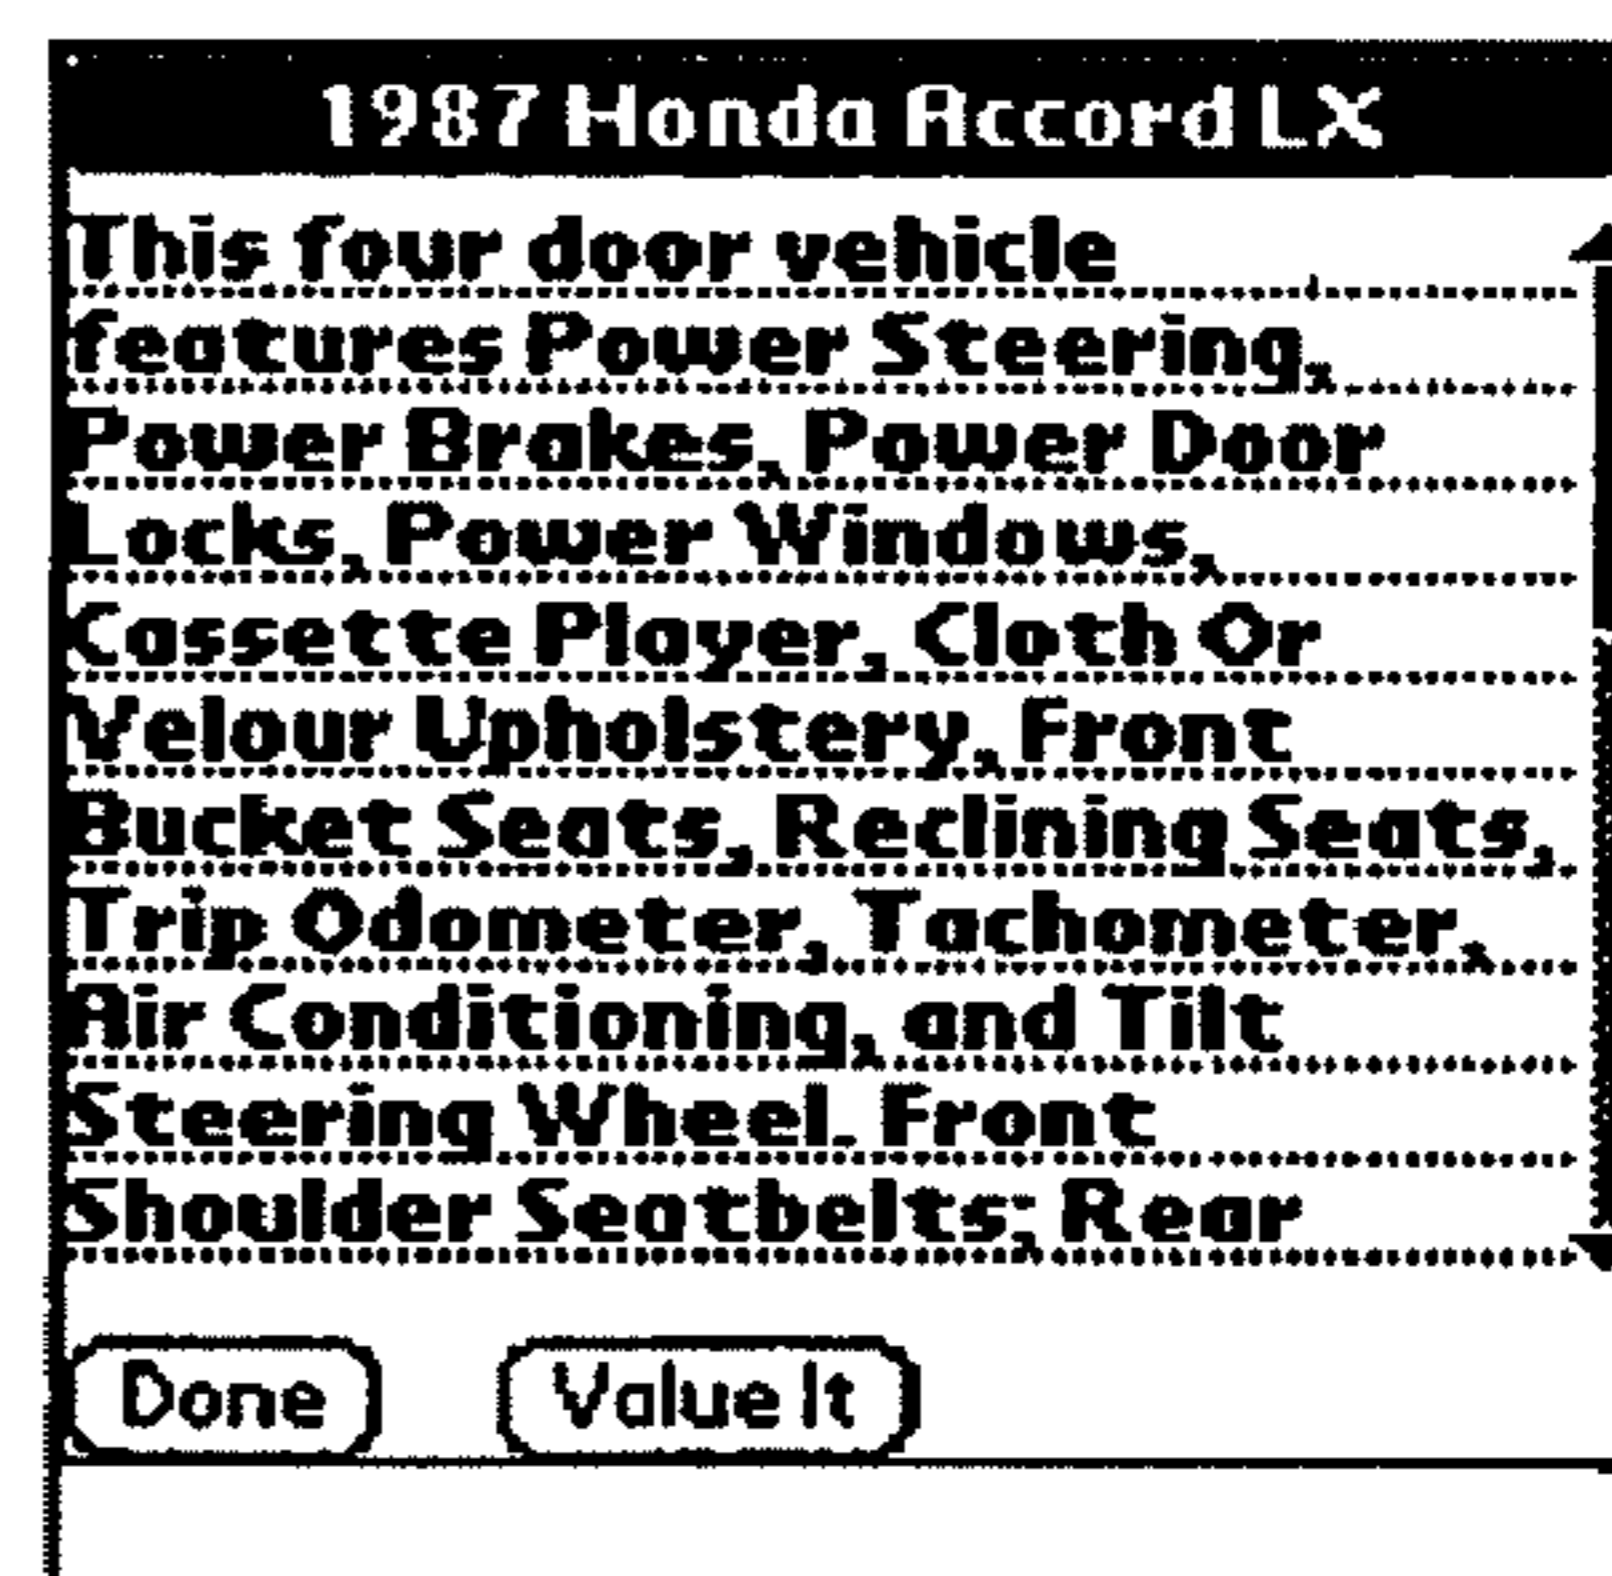 1987 Honda Accord LX
This four door vehicle
features Power Steering,
Power Brakes, Power Door
Locks, Power Windows,
Cassette Player, Cloth Or
Velour Upholstery, Front
Bucket Seats, Reclining Seats,
Trip Odometer, Tachometer,
Air Conditioning, and Tilt
Steering Wheel. Front
Shoulder Seatbelts; Rear
Done Value It